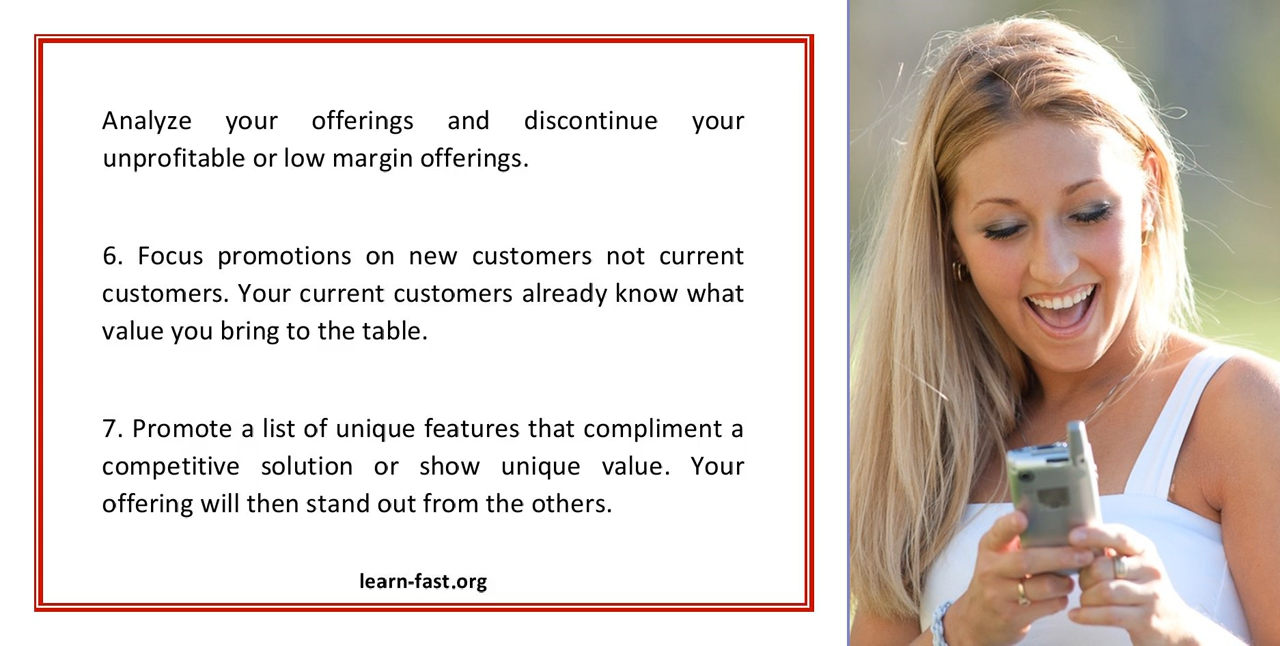 Analyze your offerings and discontinue your
unprofitable or low margin offerings.
6. Focus promotions on new customers not current
customers. Your current customers already know what
value you bring to the table.
7. Promote a list of unique features that compliment a
competitive solution or show unique value. Your
offering will then stand out from the others.
learn-fast.org